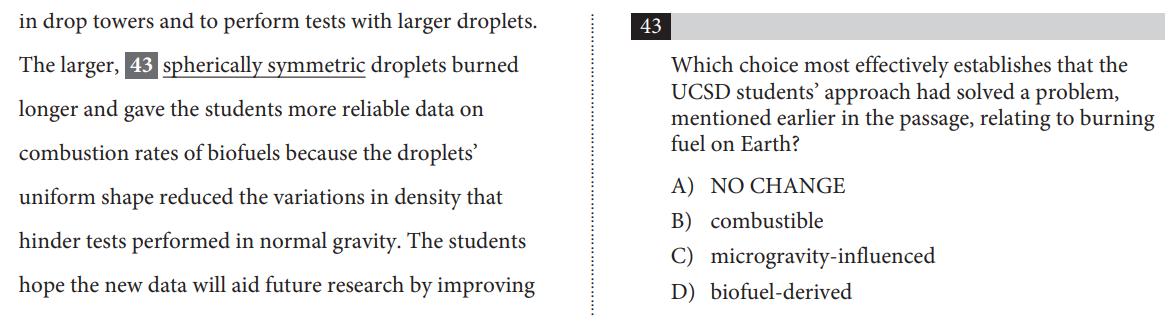 in drop towers and to perform tests with larger droplets.
The larger, 43 spherically symmetric droplets burned
longer and gave the students more reliable data on
combustion rates of biofuels because the droplets’
uniform shape reduced the variations in density that
hinder tests performed in normal gravity. The students
hope the new data will aid future research by improving
43
Which choice most effectively establishes that the
UCSD students’ approach had solved a problem,
mentioned earlier in the passage, relating to burning
fuel on Earth?
A) NO CHANGE
B) combustible
C) microgravity-influenced
D) biofuel-derived